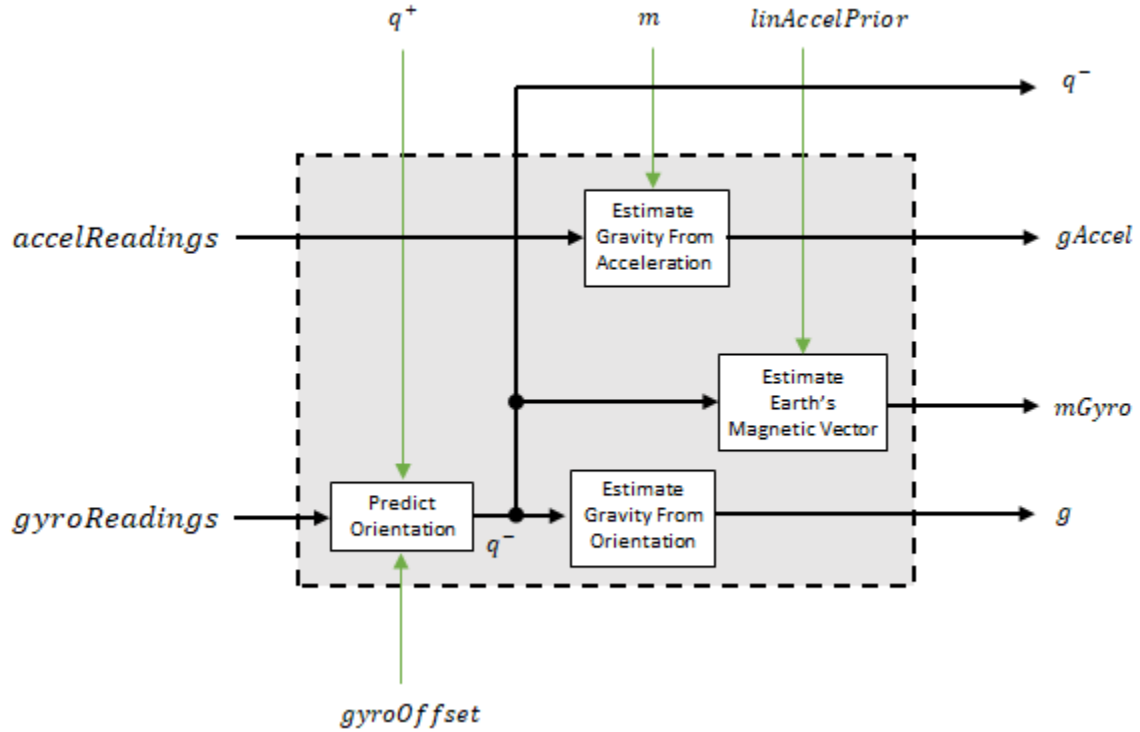 q⁺
m
linAccelPrior
q⁻
accelReadings
Estimate
Gravity From
Acceleration
gAccel
Estimate
Earth's
Magnetic Vector
mGyro
gyroReadings
Predict
Orientation
q⁻
Estimate
Gravity From
Orientation
g
gyroOffset